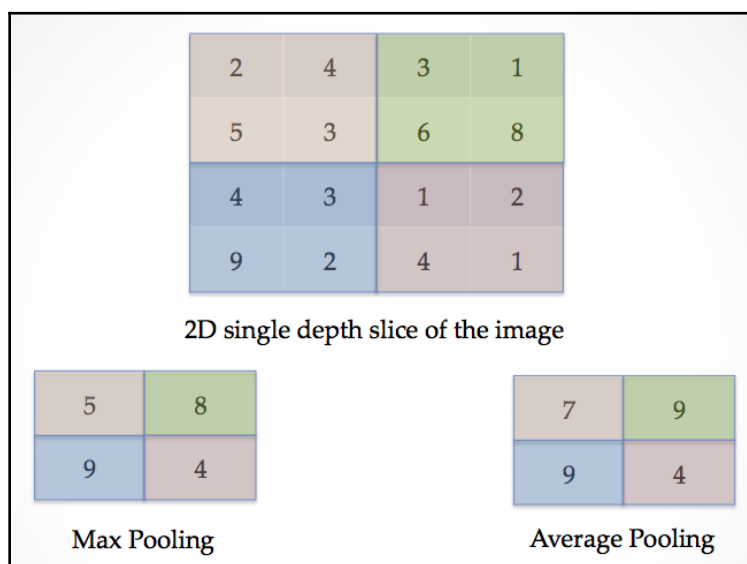 2 4 3 1
5 3 6 8
4 3 1 2
9 2 4 1
2D single depth slice of the image
5 8
9 4
Max Pooling
7 9
9 4
Average Pooling